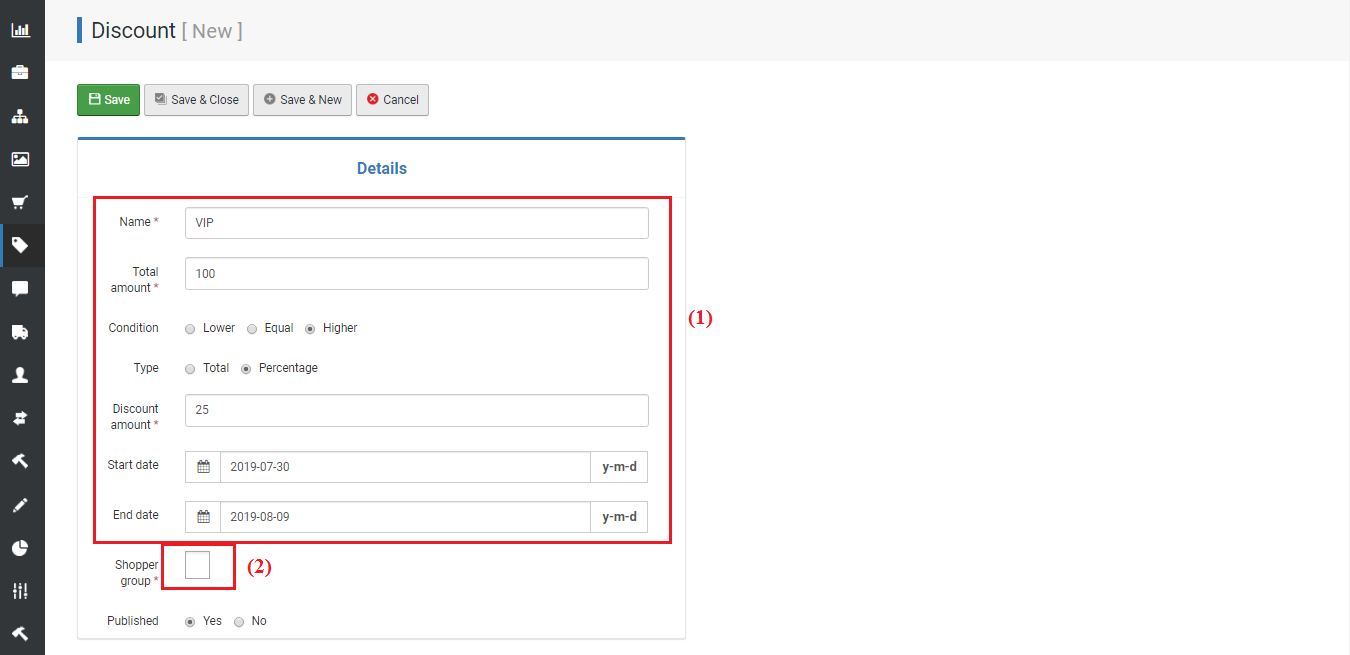 Discount [ New ]
Save
Save & Close
Save & New
Cancel
Details
Name *
VIP
Total
amount *
100
Condition
Lower
Equal
Higher
(1)
Type
Total
Percentage
Discount
amount *
25
Start date
2019-07-30
y-m-d
End date
2019-08-09
y-m-d
Shopper
group *
(2)
Published
Yes
No